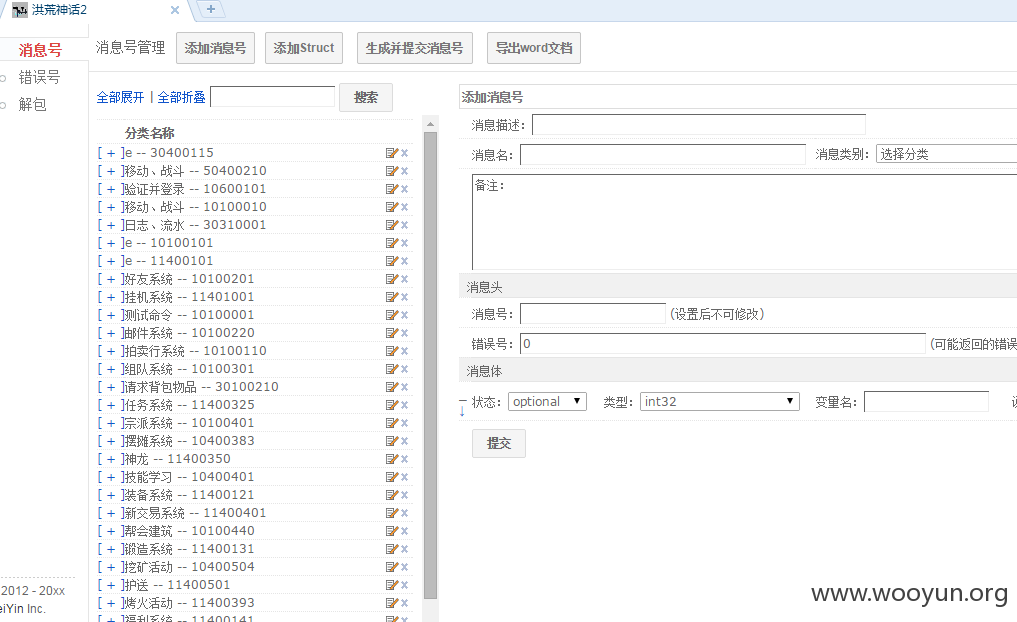 洪荒神话2
消息号
错误号
解包
2012 - 20xx
eiYin Inc.
消息号管理 添加消息号 添加Struct 生成并提交消息号 导出word文档
全部展开 | 全部折叠 搜索
分类名称
[ + ]e -- 30400115
[ + ]移动、战斗 -- 50400210
[ + ]验证并登录 -- 10600101
[ + ]移动、战斗 -- 10100010
[ + ]日志、流水 -- 30310001
[ + ]e -- 10100101
[ + ]e -- 11400101
[ + ]好友系统 -- 10100201
[ + ]挂机系统 -- 11401001
[ + ]测试命令 -- 10100001
[ + ]邮件系统 -- 10100220
[ + ]拍卖行系统 -- 10100110
[ + ]组队系统 -- 10100301
[ + ]请求背包物品 -- 30100210
[ + ]任务系统 -- 11400325
[ + ]宗派系统 -- 10100401
[ + ]摆摊系统 -- 10400383
[ + ]神龙 -- 11400350
[ + ]技能学习 -- 10400401
[ + ]装备系统 -- 11400121
[ + ]新交易系统 -- 11400401
[ + ]帮会建筑 -- 10100440
[ + ]锻造系统 -- 11400131
[ + ]挖矿活动 -- 10400504
[ + ]护送 -- 11400501
[ + ]烤火活动 -- 11400393
[ + ]福利系统 -- 11400141
添加消息号
消息描述：
消息名： 消息类别： 选择分类
备注：
消息头
消息号： (设置后不可修改)
错误号： 0 (可能返回的错误
消息体
状态： optional 类型： int32 变量名：
提交
www.wooyun.org